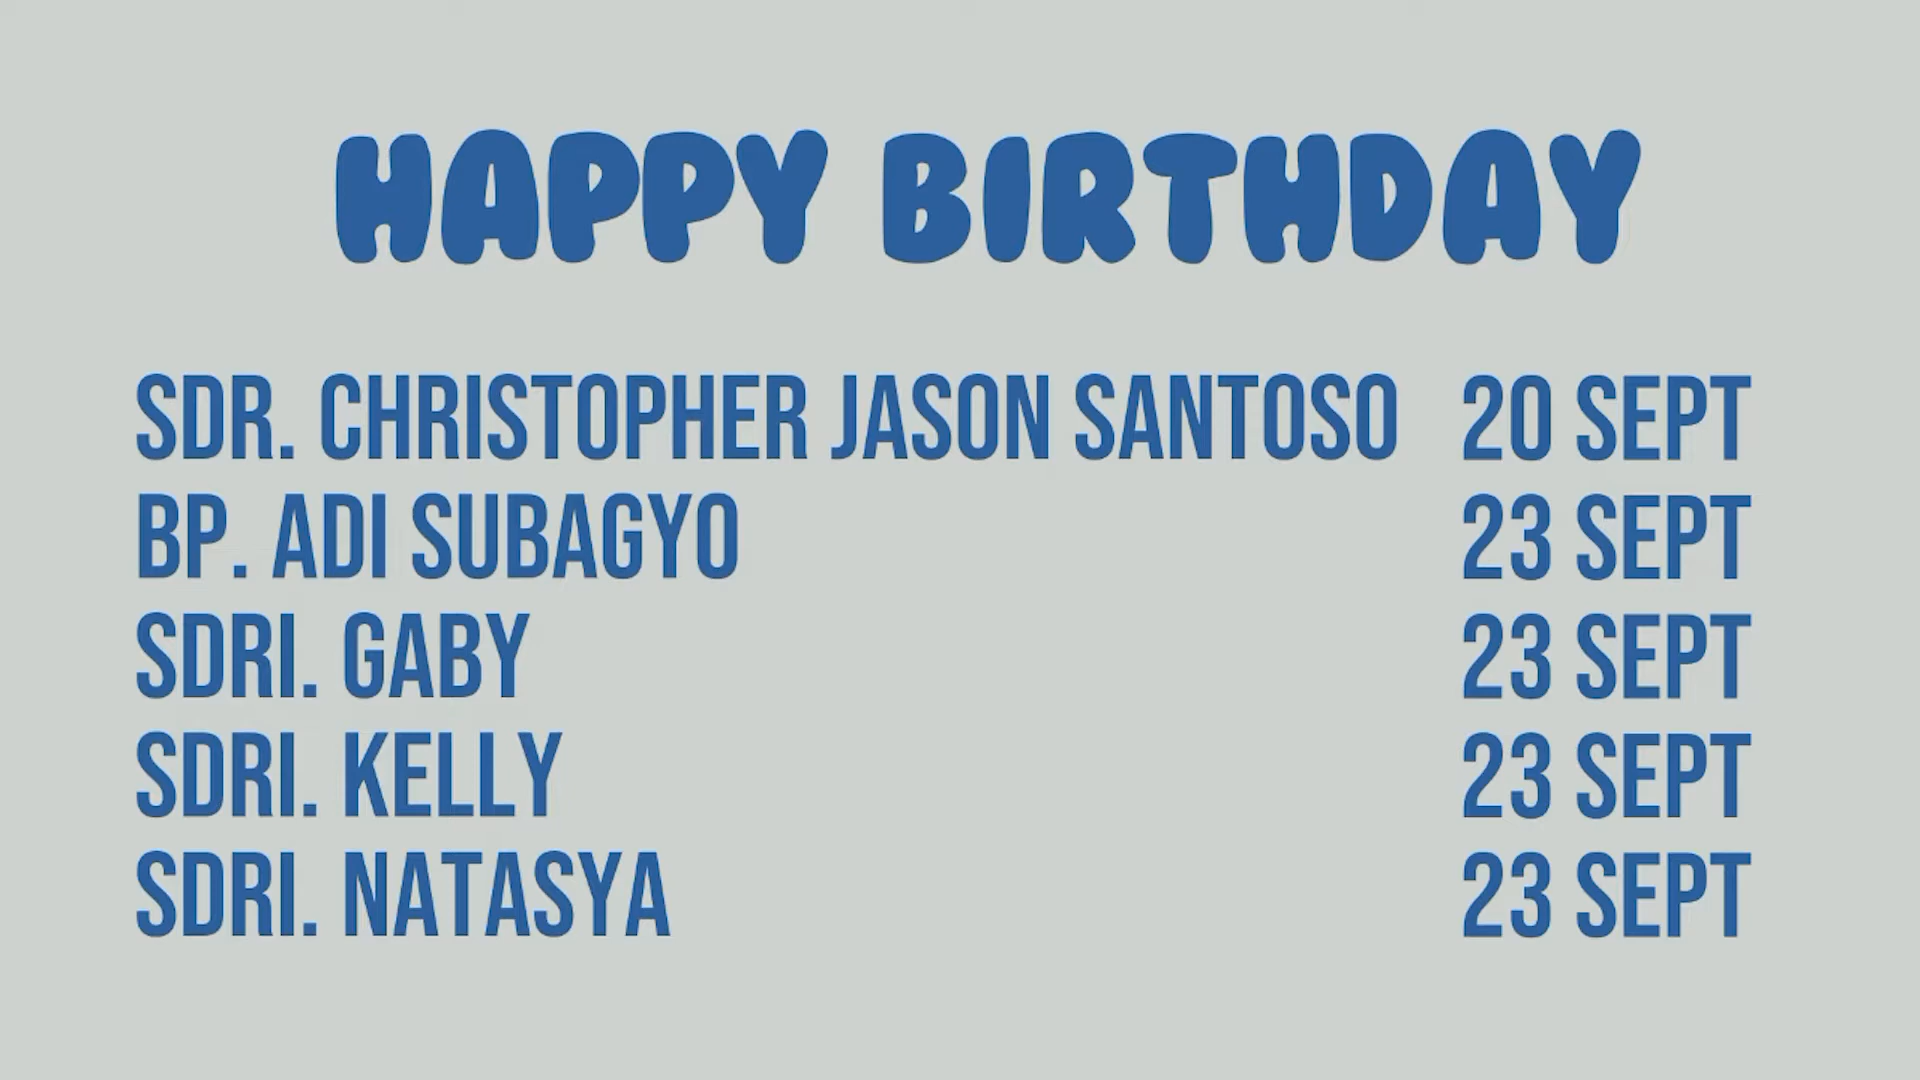 HAPPY BIRTHDAY
SDR. CHRISTOPHER JASON SANTOSO 20 SEPT
BP. ADI SUBAGYO 23 SEPT
SDRI. GABY 23 SEPT
SDRI. KELLY 23 SEPT
SDRI. NATASYA 23 SEPT